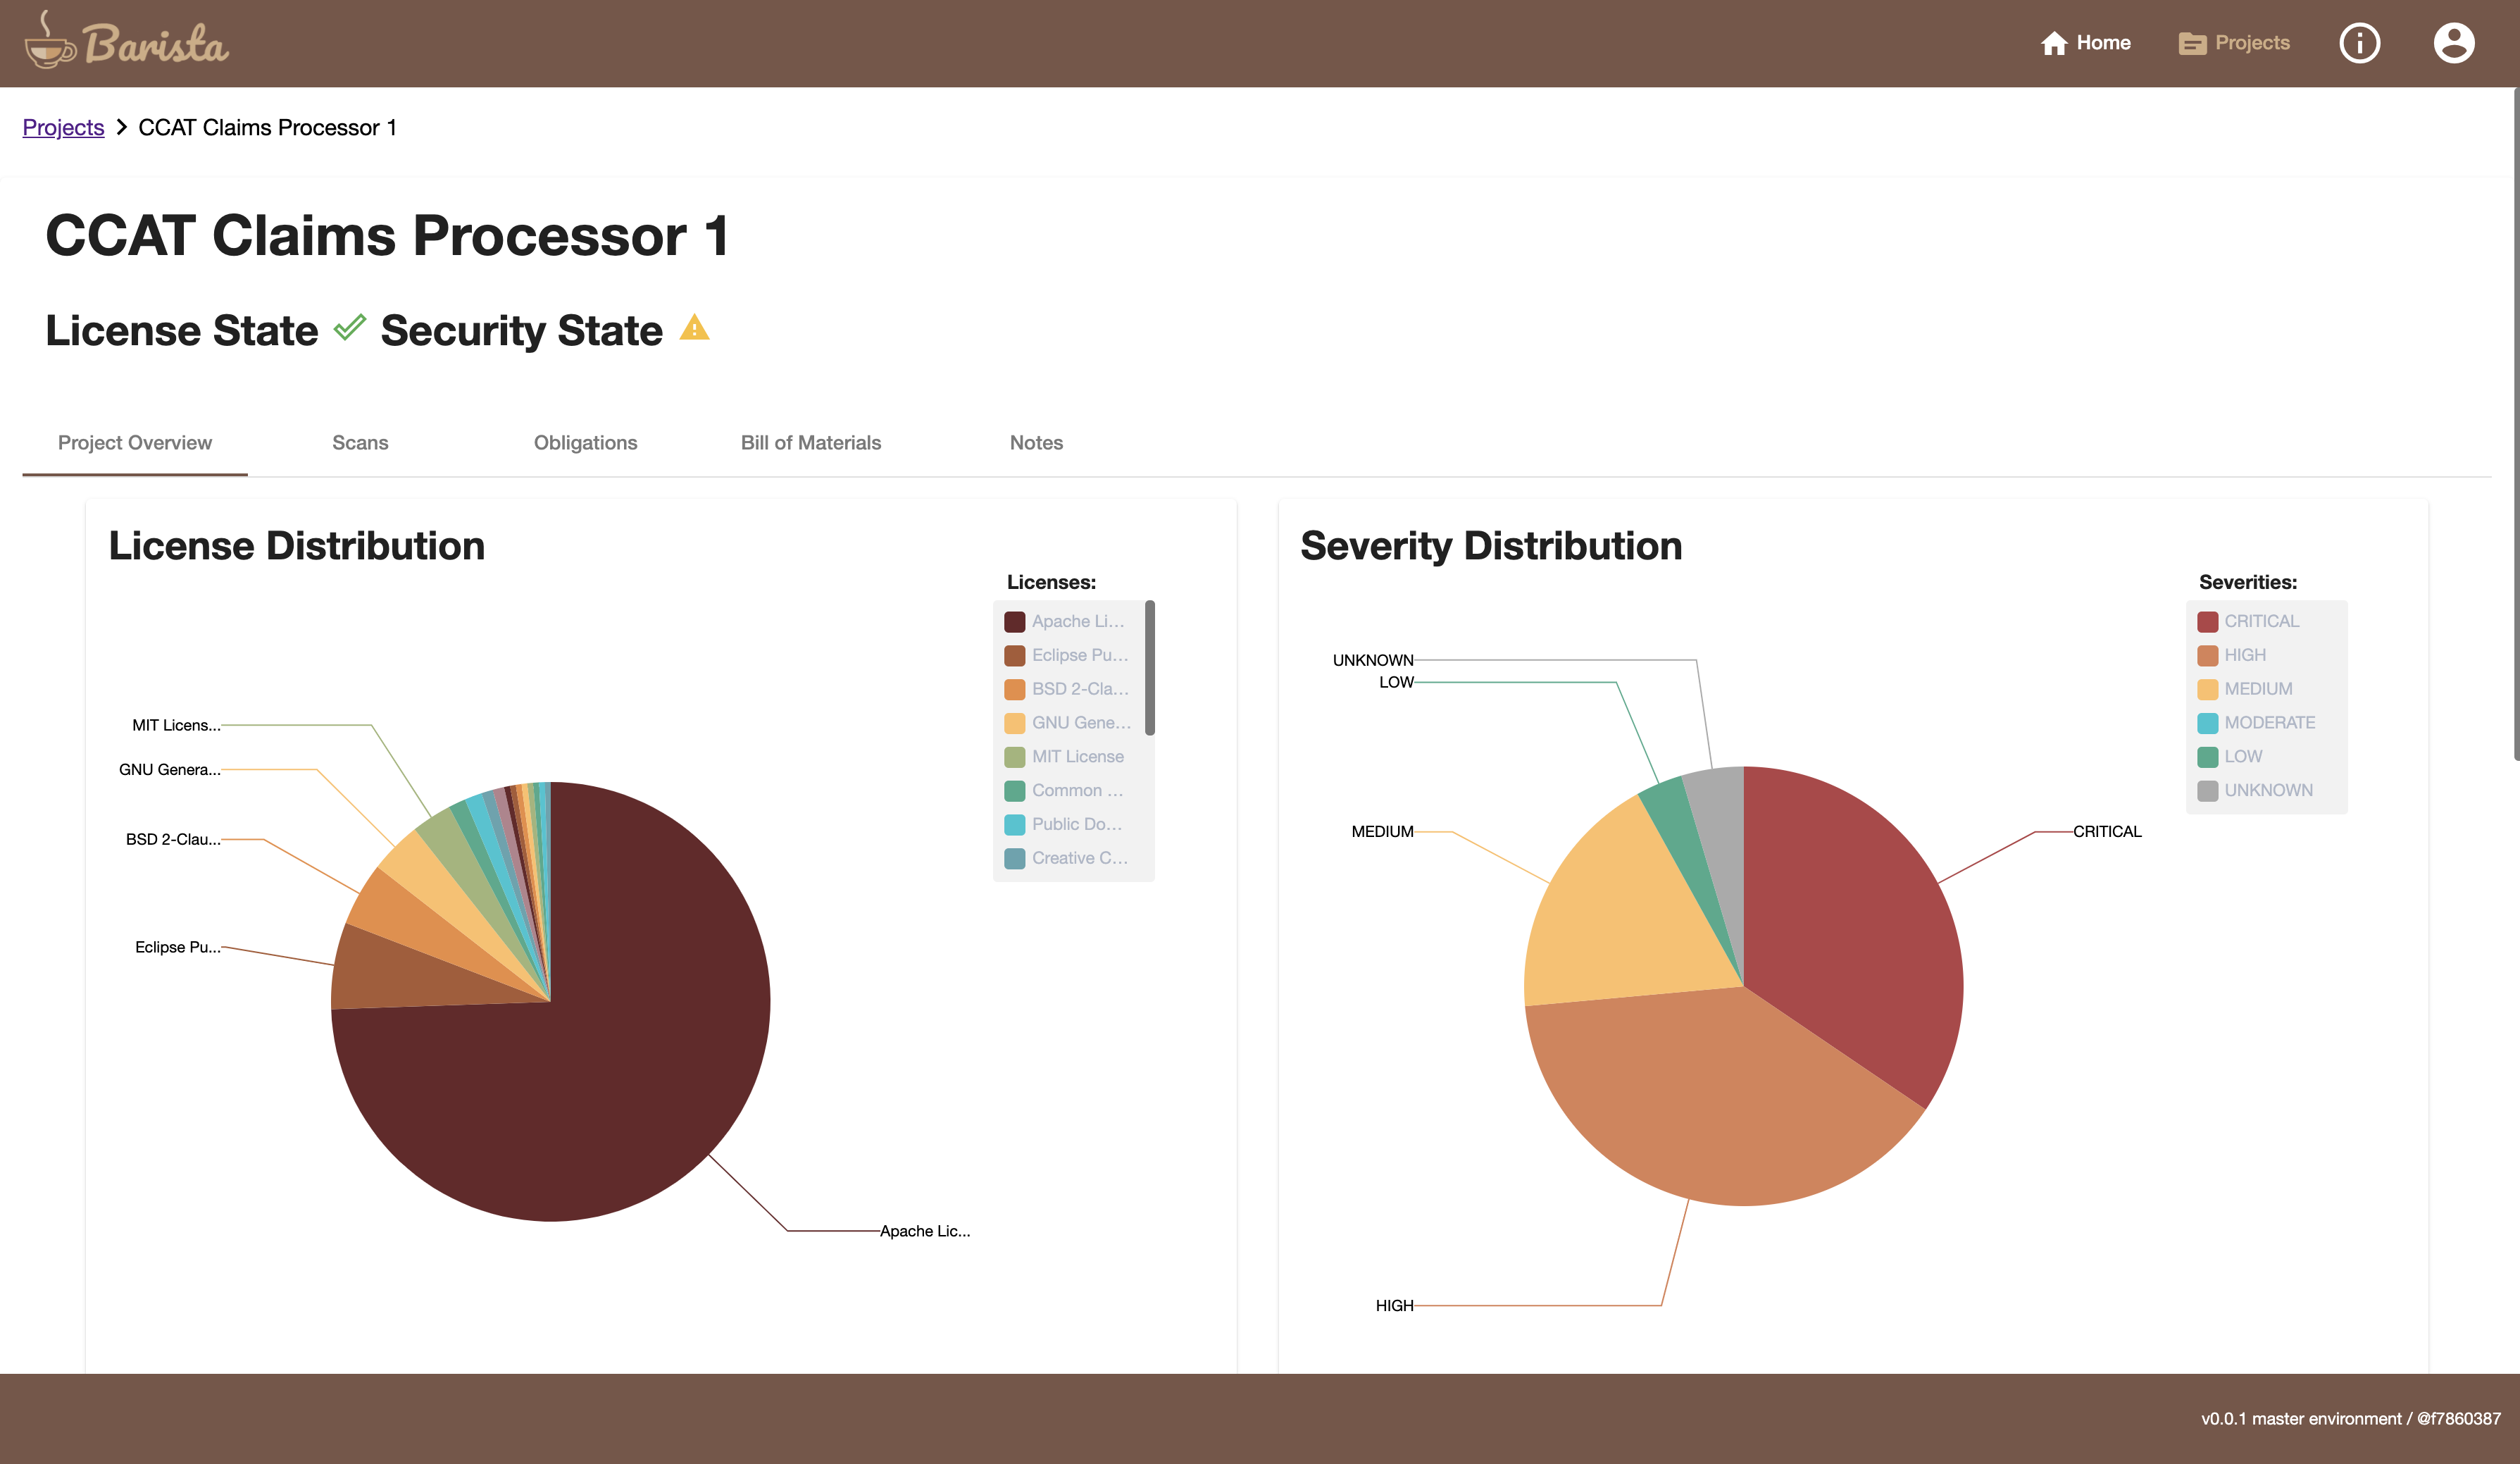 Barista
Home
Projects
Projects > CCAT Claims Processor 1
CCAT Claims Processor 1
License State Security State
Project Overview
Scans
Obligations
Bill of Materials
Notes
License Distribution
Licenses:
Apache Li...
Eclipse Pu...
BSD 2-Cla...
GNU Gene...
MIT License
Common ...
Public Do...
Creative C...
MIT Licens...
GNU Genera...
BSD 2-Clau...
Eclipse Pu...
Apache Lic...
Severity Distribution
Severities:
CRITICAL
HIGH
MEDIUM
MODERATE
LOW
UNKNOWN
UNKNOWN
LOW
MEDIUM
CRITICAL
HIGH
v0.0.1 master environment / @f7860387